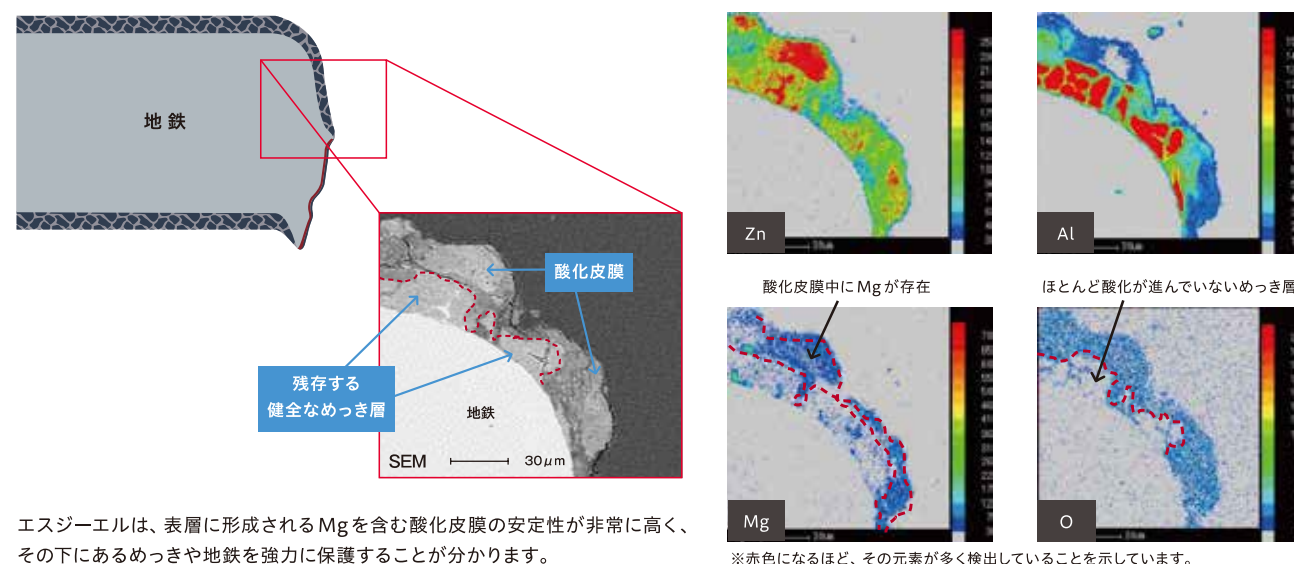 地鉄
酸化皮膜
残存する
健全なめっき層
地鉄
SEM
30μm
エスジーエルは、表層に形成されるMgを含む酸化皮膜の安定性が非常に高く、
その下にあるめっきや地鉄を強力に保護することが分かります。
Zn
Al
酸化皮膜中にMgが存在
ほとんど酸化が進んでいないめっき層
Mg
O
※赤色になるほど、その元素が多く検出していることを示しています。